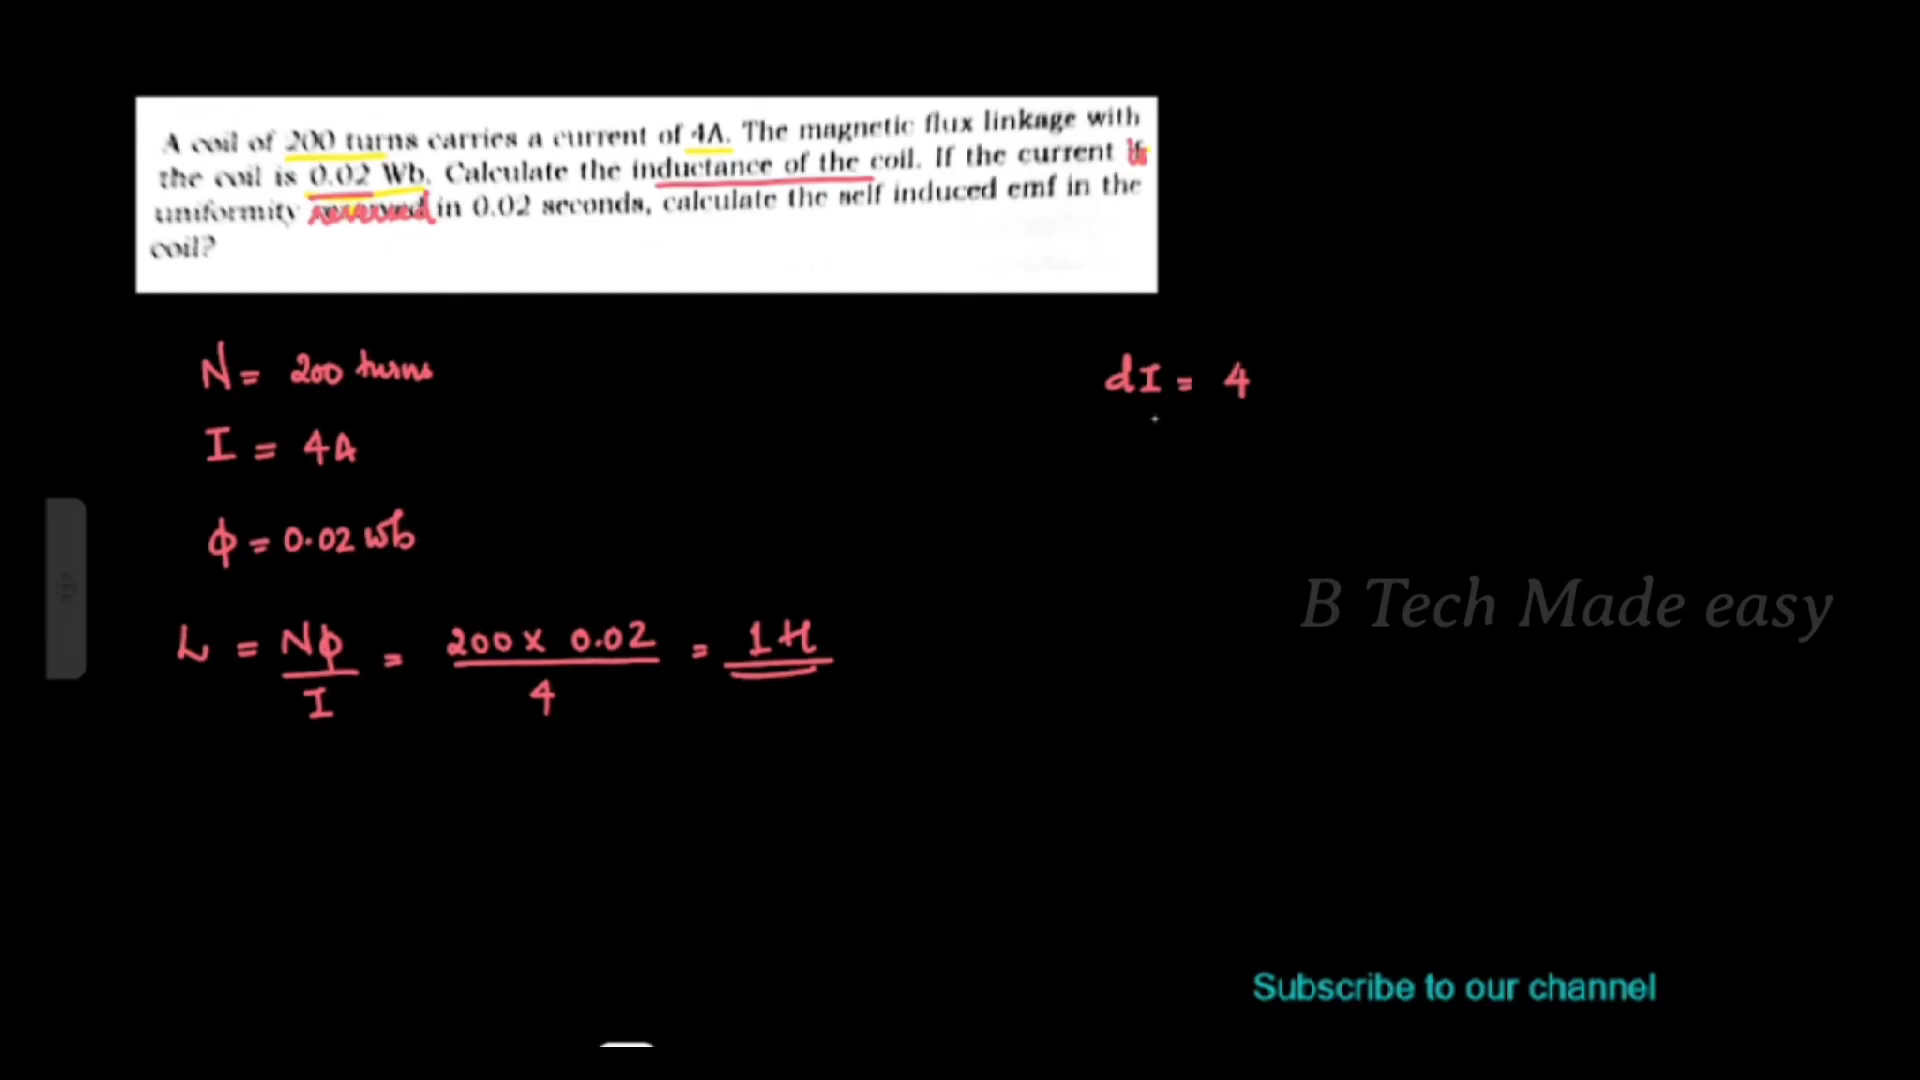 A coil of 200 turns carries a current of 4A. The magnetic flux linkage with
the coil is 0.02 Wb. Calculate the inductance of the coil. If the current is
uniformity reversed in 0.02 seconds, calculate the self induced emf in the
coil?
N = 200 turns
dI = 4
I = 4A
φ = 0.02 wb
L = Nφ/I = 200 x 0.02/4 = 1H
B Tech Made easy
Subscribe to our channel